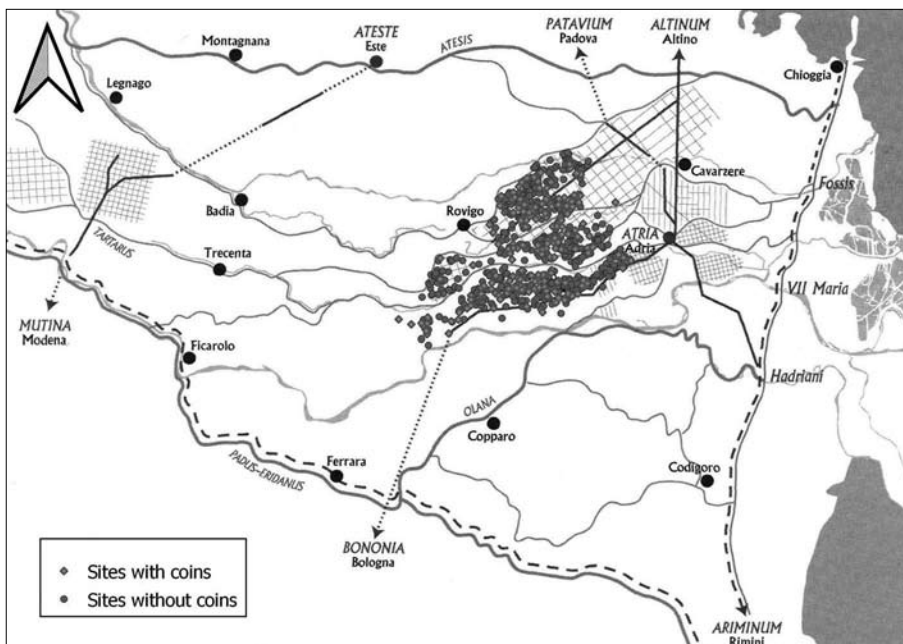 ATESTE
Este
PATAVIUM
Padova
ALTINUM
Altino
Montagnana
ATESIS
Chioggia
Legnago
Cavarzere
Fossis
Badia
Rovigo
ATRIA
Adria
TARTARUS
Trecenta
VII Maria
MUTINA
Modena
Ficarolo
Hadriani
OLANA
Copparo
PADUS-ERIDANUS
Ferrara
Codigoro
BONONIA
Bologna
Sites with coins
Sites without coins
ARIMINUM
Rimini